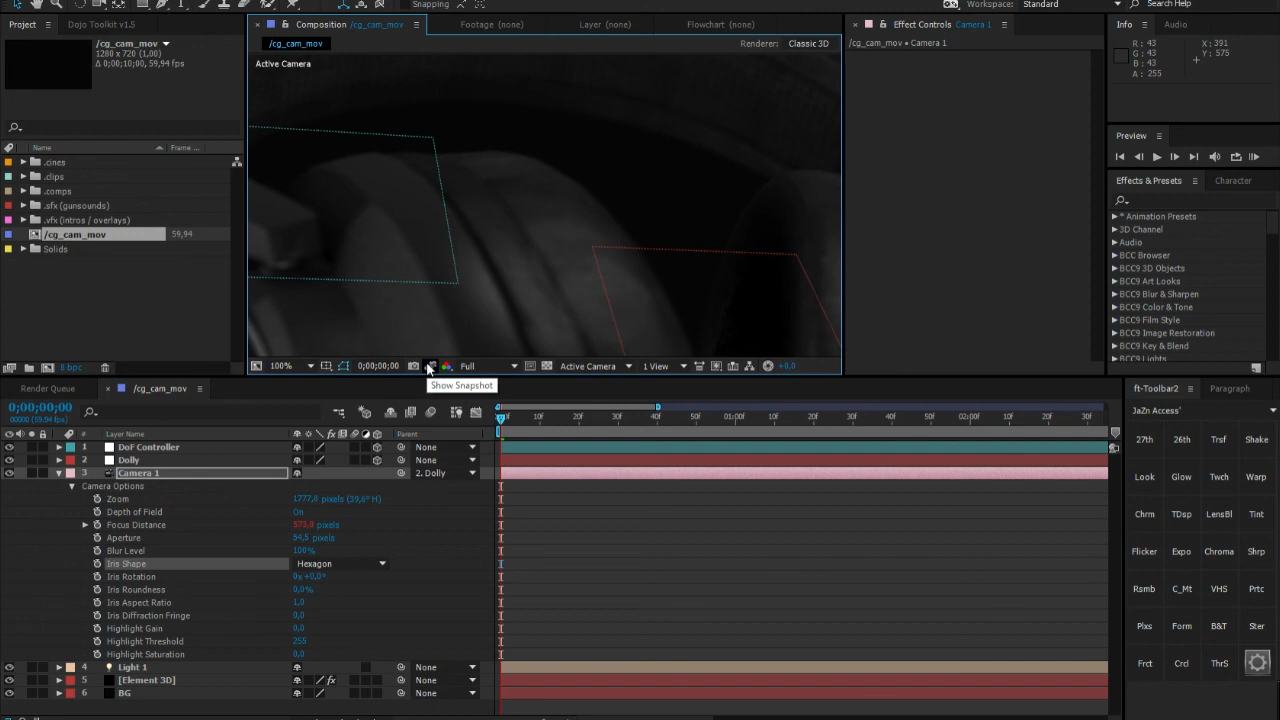 Snapping
Workspace:
Standard
Search Help
Project
Dojo Toolkit v1.5
Composition /cg_cam_mov
Footage (none)
Layer (none)
Flowchart (none)
Effect Controls Camera 1
Info
Audio
/cg_cam_mov
1280 x 720 (1,00)
Δ 0;00;10;00, 59,94 fps
/cg_cam_mov
Renderer:
Classic 3D
/cg_cam_mov • Camera 1
R : 43
G : 43
B : 43
A : 255
X : 391
Y : 575
Active Camera
Name
Frame ...
.cines
.clips
.comps
.sfx (gunsounds)
.vfx (intros / overlays)
/cg_cam_mov
59,94
Solids
Preview
Effects & Presets
Character
* Animation Presets
3D Channel
Audio
BCC Browser
BCC9 3D Objects
BCC9 Art Looks
BCC9 Blur & Sharpen
BCC9 Color & Tone
BCC9 Film Style
BCC9 Image Restoration
BCC9 Key & Blend
BCC9 Lights
8 bpc
100%
0;00;00;00
Full
Active Camera
1 View
+0,0
Show Snapshot
Render Queue
/cg_cam_mov
ft-Toolbar2
Paragraph
0;00;00;00
00000 (59.94 fps)
JaZn Access'
10f
20f
30f
40f
50f
01:00f
10f
20f
30f
40f
50f
02:00f
10f
20f
30f
#
Layer Name
Parent
1
DoF Controller
None
2
Dolly
None
3
Camera 1
2. Dolly
Camera Options
Zoom
1777,8 pixels (39,6° H)
Depth of Field
On
Focus Distance
573,0 pixels
Aperture
54,5 pixels
Blur Level
100%
Iris Shape
Hexagon
Iris Rotation
0x +0,0°
Iris Roundness
0,0%
Iris Aspect Ratio
1,0
Iris Diffraction Fringe
0,0
Highlight Gain
0,0
Highlight Threshold
255
Highlight Saturation
0,0
4
Light 1
None
5
[Element 3D]
None
6
BG
None
27th
26th
Trsf
Shake
Look
Glow
Twch
Warp
Chrm
TDsp
LensBl
Tint
Flicker
Expo
Chroma
Shrp
Rsmb
C_Mt
VHS
Prtc
Plxs
Form
B&T
Ster
Frct
Crcl
ThrS